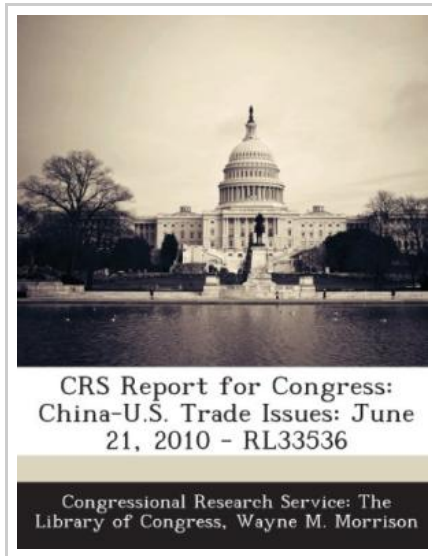 CRS Report for Congress:
China-U.S. Trade Issues: June
21, 2010 - RL33536
Congressional Research Service: The
Library of Congress, Wayne M. Morrison